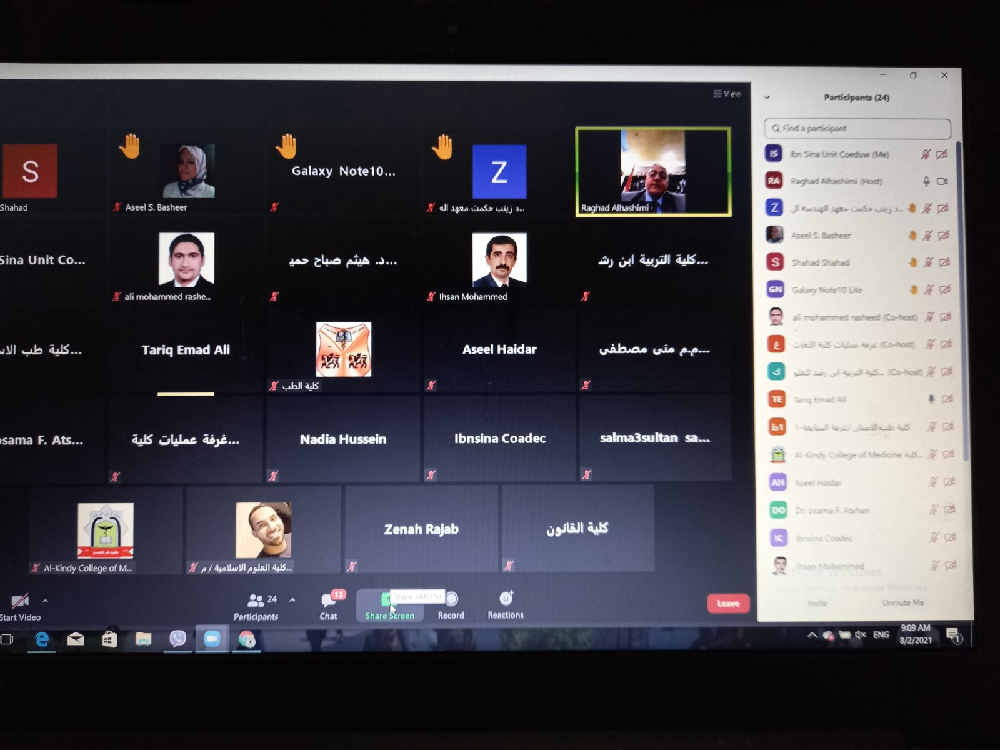 View
S
Shahad
Aseel S. Basheer
Galaxy Note10...
Z
د زينب حكمت معهد اله...
Raghad Alhashimi
Sina Unit Co...
ali mohammed rashe...
د. هيثم صباح حميد...
Ihsan Mohammed
كلية التربية ابن رشد...
كلية طب الاس...
Tariq Emad Ali
كلية الطب
Aseel Haidar
م.م منى مصطفى...
osama F. Ats...
غرفة عمليات كلية...
Nadia Hussein
Ibnsina Coadec
salma3sultan sa...
Al-Kindy College of M...
كلية العلوم الاسلامية / م...
Zenah Rajab
كلية القانون
Start Video
24
Participants
12
Chat
Share (Alt+S)
Share Screen
Record
Reactions
Leave
Participants (24)
Find a participant
IS Ibn Sina Unit Coeduw (Me)
RA Raghad Alhashimi (Host)
Z د زينب حكمت معهد الهندسة ال...
Aseel S. Basheer
S Shahad Shahad
GN Galaxy Note10 Lite
ali mohammed rasheed (Co-host)
غ غرفة عمليات كلية اللغات (Co-host)
ك كلية التربية ابن رشد للعلو... (Co-host)
TE Tariq Emad Ali
ط1 كلية طب الاسنان /غرفة المتابعة-1
Al-Kindy College of Medicine كلية...
AH Aseel Haidar
DO Dr. osama F. Atshan
IC Ibnsina Coadec
Ihsan Mohammed
Activate Windows
Go to Settings to activate Windows.
Invite
Unmute Me
ENG
9:09 AM
8/2/2021
1